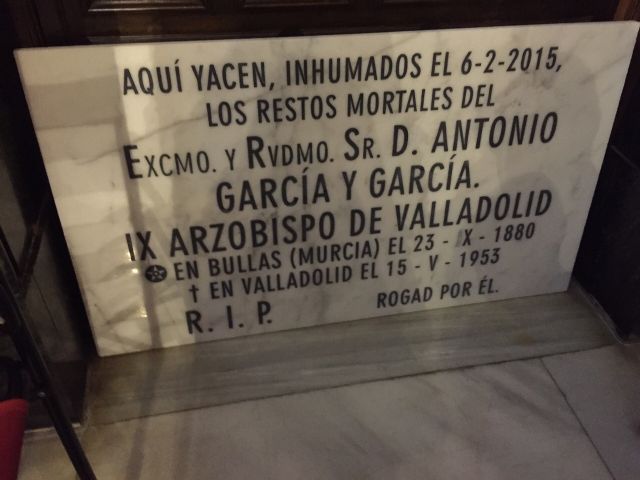 AQUÍ YACEN, INHUMADOS EL 6-2-2015,
LOS RESTOS MORTALES DEL
EXCMO. Y RVDMO. SR. D. ANTONIO
GARCÍA Y GARCÍA.
IX ARZOBISPO DE VALLADOLID
EN BULLAS (MURCIA) EL 23 - X - 1880
† EN VALLADOLID EL 15 - V - 1953
R. I. P. ROGAD POR ÉL.